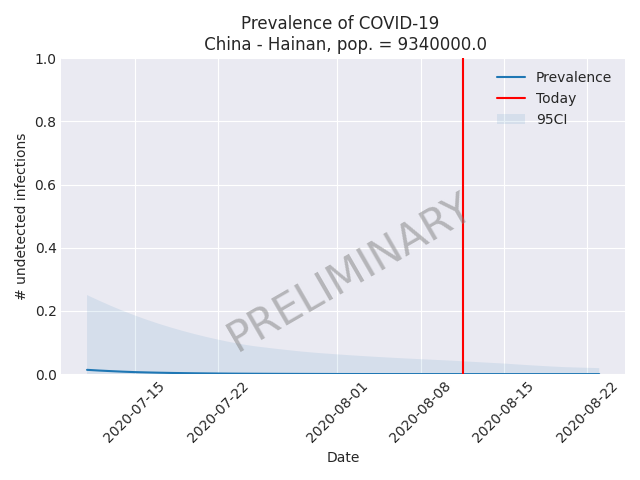 Prevalence of COVID-19
China - Hainan, pop. = 9340000.0
1.0
0.8
0.6
0.4
0.2
0.0
# undetected infections
Prevalence
Today
95CI
PRELIMINARY
2020-07-15
2020-07-22
2020-08-01
2020-08-08
2020-08-15
2020-08-22
Date